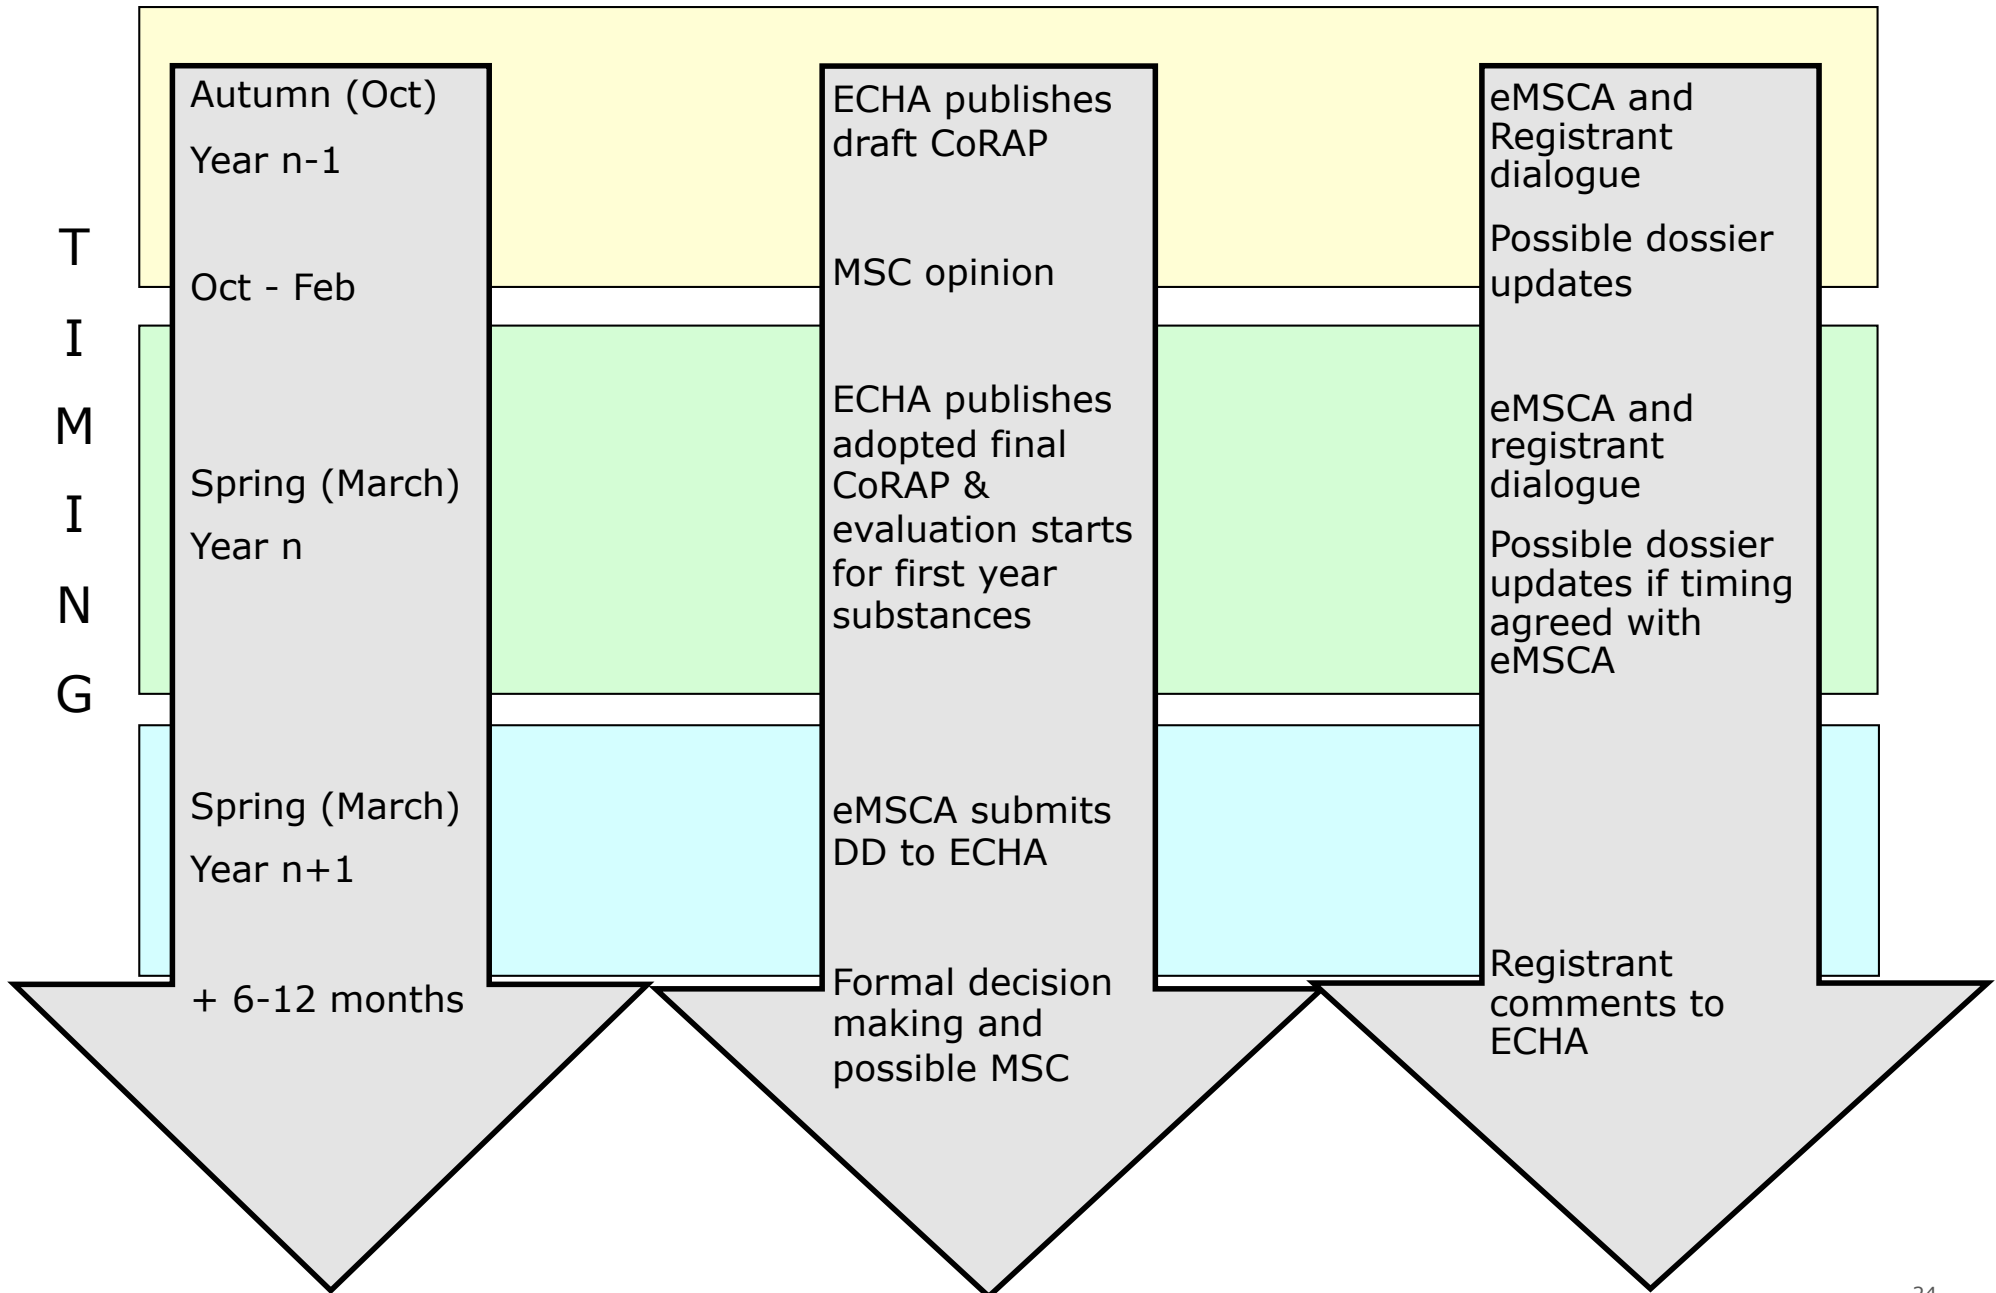 T
I
M
I
N
G
Autumn (Oct)
Year n-1
Oct - Feb
Spring (March)
Year n
Spring (March)
Year n+1
+ 6-12 months
ECHA publishes
draft CoRAP
MSC opinion
ECHA publishes
adopted final
CoRAP &
evaluation starts
for first year
substances
eMSCA submits
DD to ECHA
Formal decision
making and
possible MSC
eMSCA and
Registrant
dialogue
Possible dossier
updates
eMSCA and
registrant
dialogue
Possible dossier
updates if timing
agreed with
eMSCA
Registrant
comments to
ECHA